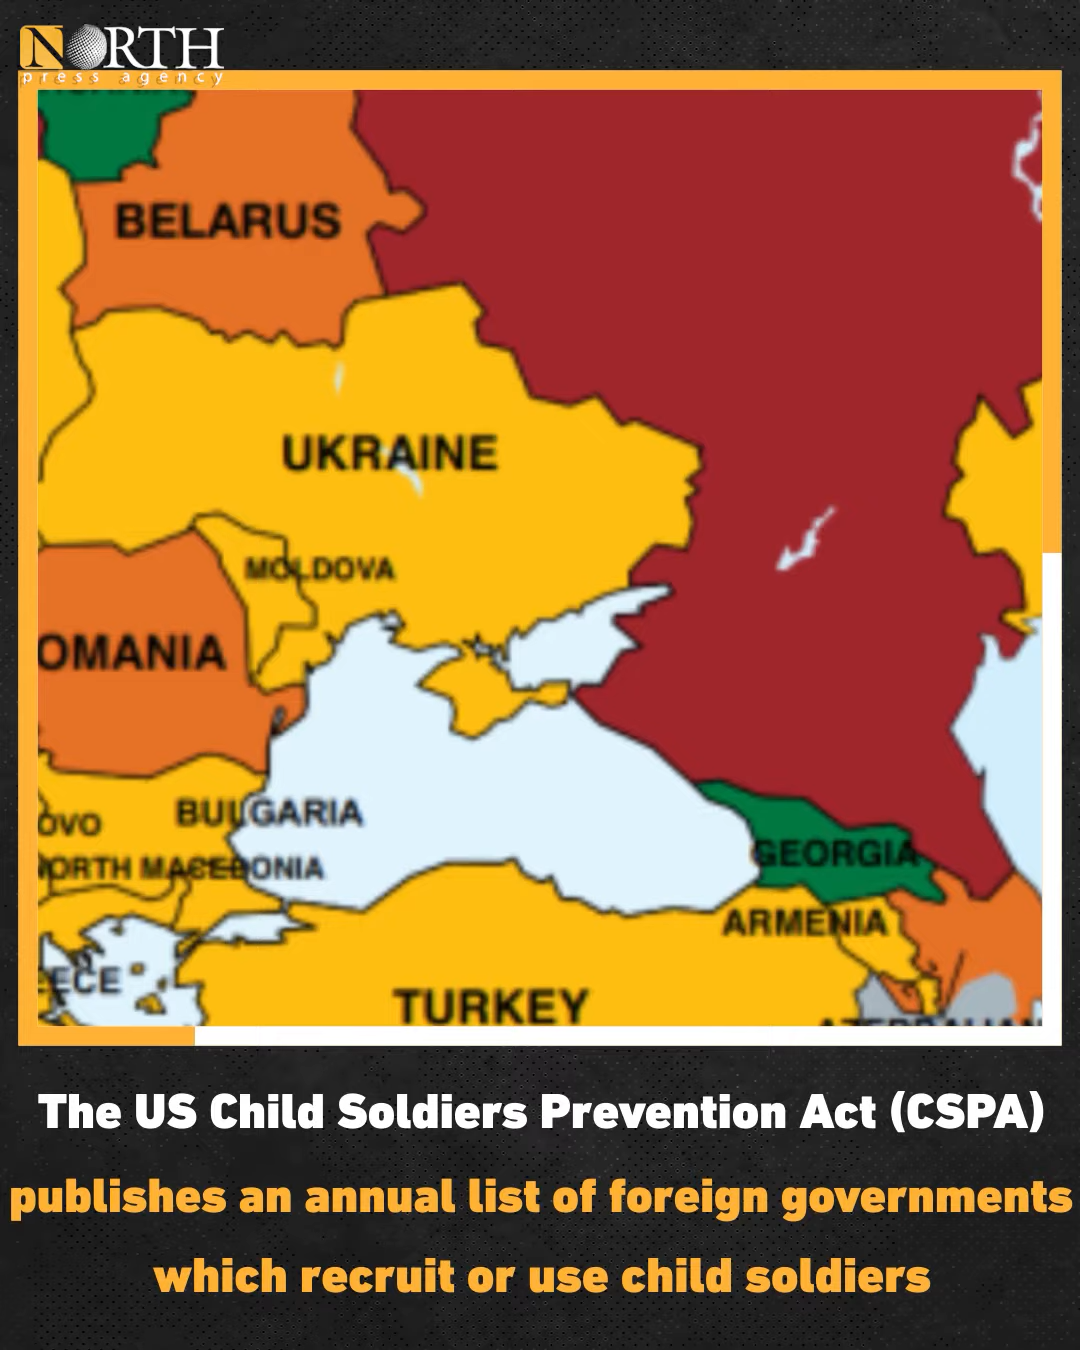 NORTH
press agency
BELARUS
UKRAINE
MOLDOVA
OMANIA
BULGARIA
OVO
NORTH MACEDONIA
GEORGIA
ARMENIA
ECE
TURKEY
The US Child Soldiers Prevention Act (CSPA)
publishes an annual list of foreign governments
which recruit or use child soldiers